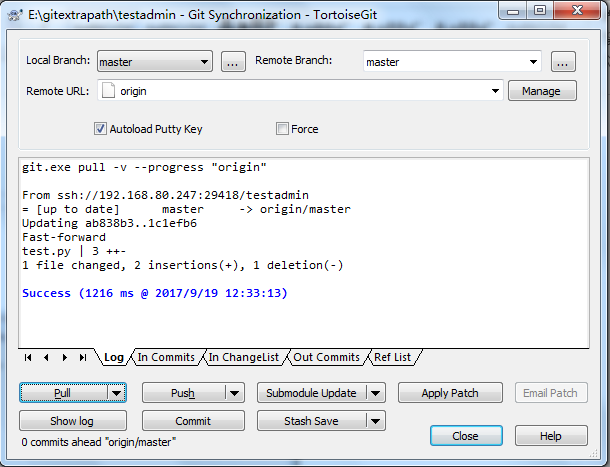 E:\gitextrapath\testadmin - Git Synchronization - TortoiseGit
Local Branch: master ... Remote Branch: master ...
Remote URL: origin Manage
Autoload Putty Key Force
git.exe pull -v --progress "origin"
From ssh://192.168.80.247:29418/testadmin
= [up to date] master -> origin/master
Updating ab838b3..1c1efb6
Fast-forward
test.py | 3 ++-
1 file changed, 2 insertions(+), 1 deletion(-)
Success (1216 ms @ 2017/9/19 12:33:13)
Log In Commits In ChangeList Out Commits Ref List
Pull Push Submodule Update Apply Patch Email Patch
Show log Commit Stash Save
0 commits ahead "origin/master" Close Help